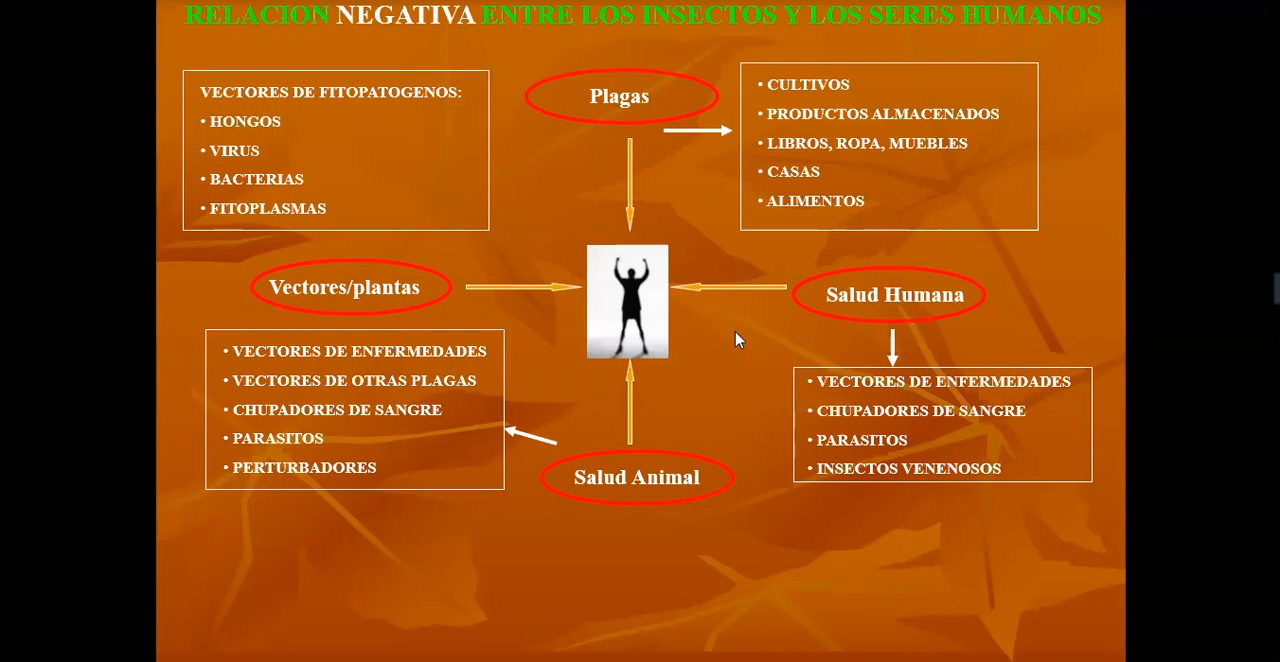 RELACION NEGATIVA ENTRE LOS INSECTOS Y LOS SERES HUMANOS
VECTORES DE FITOPATOGENOS:
• HONGOS
• VIRUS
• BACTERIAS
• FITOPLASMAS
Plagas
• CULTIVOS
• PRODUCTOS ALMACENADOS
• LIBROS, ROPA, MUEBLES
• CASAS
• ALIMENTOS
Vectores/plantas
Salud Humana
• VECTORES DE ENFERMEDADES
• VECTORES DE OTRAS PLAGAS
• CHUPADORES DE SANGRE
• PARASITOS
• PERTURBADORES
Salud Animal
• VECTORES DE ENFERMEDADES
• CHUPADORES DE SANGRE
• PARASITOS
• INSECTOS VENENOSOS